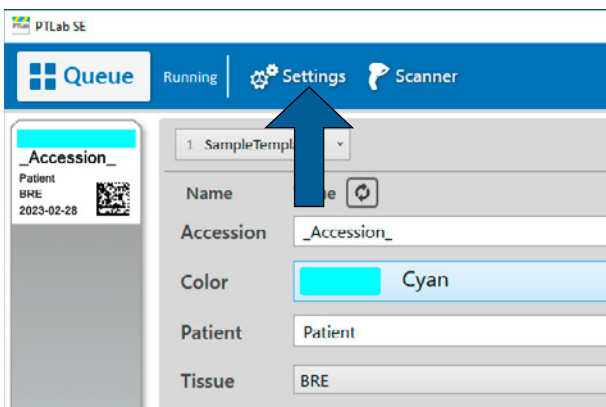 PTLab SE
Queue Running Settings Scanner
_Accession_
Patient
BRE
2023-02-28
1 SampleTempl
Name
Accession _Accession_
Color Cyan
Patient Patient
Tissue BRE